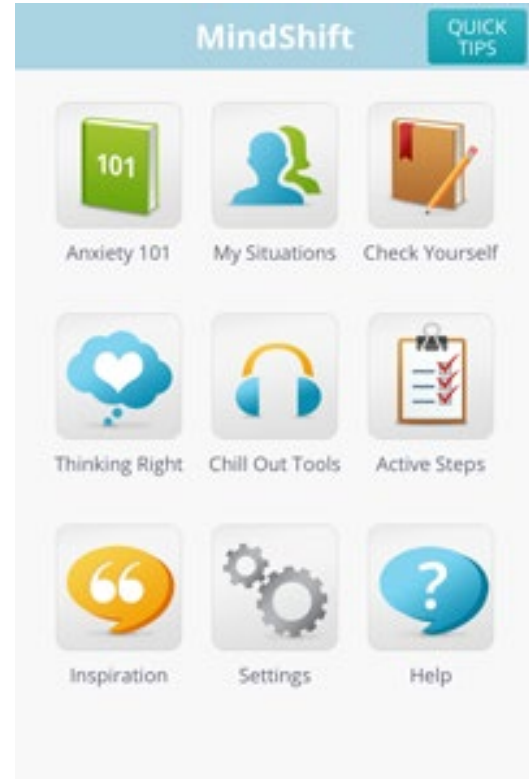 MindShift
QUICK
TIPS
101
Anxiety 101
My Situations
Check Yourself
Thinking Right
Chill Out Tools
Active Steps
Inspiration
Settings
Help